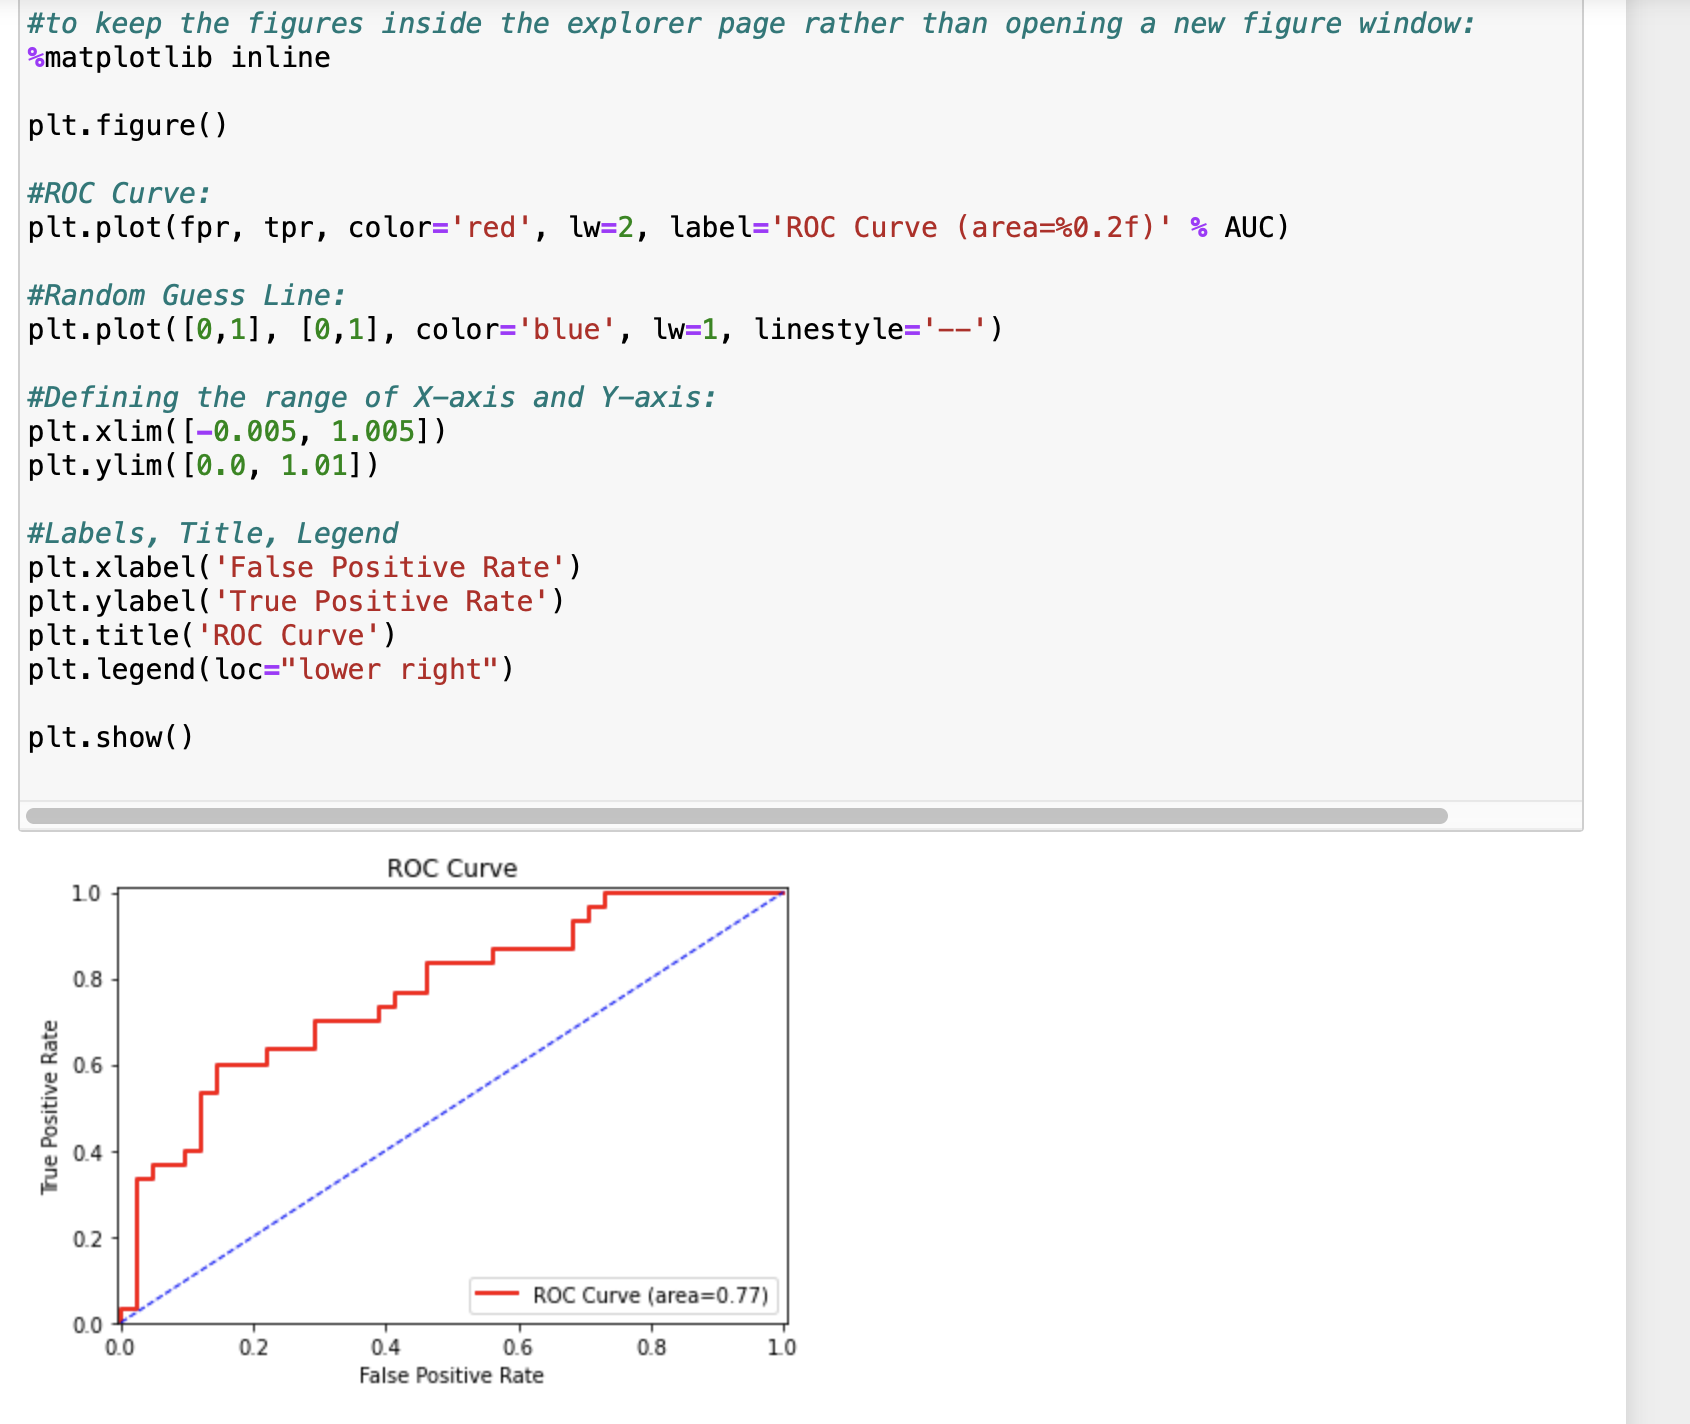 #to keep the figures inside the explorer page rather than opening a new figure window:
%matplotlib inline
plt.figure()
#ROC Curve:
plt.plot(fpr, tpr, color='red', lw=2, label='ROC Curve (area=%0.2f)' % AUC)
#Random Guess Line:
plt.plot([0,1], [0,1], color='blue', lw=1, linestyle='--')
#Defining the range of X-axis and Y-axis:
plt.xlim([-0.005, 1.005])
plt.ylim([0.0, 1.01])
#Labels, Title, Legend
plt.xlabel('False Positive Rate')
plt.ylabel('True Positive Rate')
plt.title('ROC Curve')
plt.legend(loc="lower right")
plt.show()
ROC Curve
1.0
0.8
0.6
0.4
0.2
0.0
True Positive Rate
ROC Curve (area=0.77)
0.0 0.2 0.4 0.6 0.8 1.0
False Positive Rate